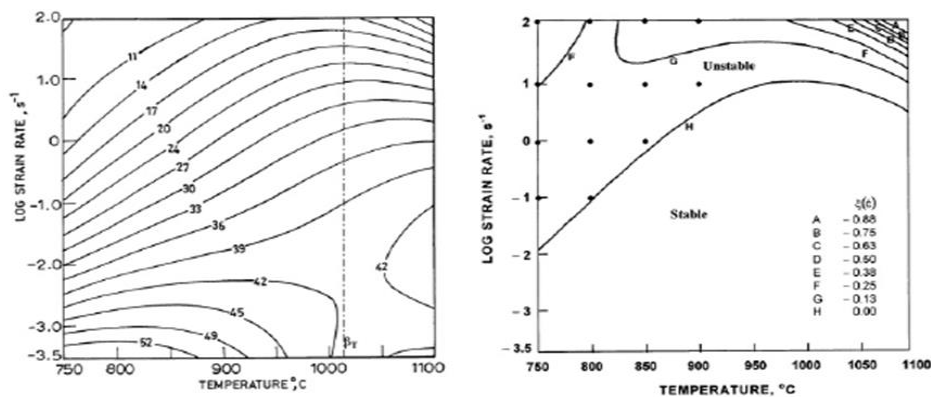 2.0
1.0
0
-1.0
-2.0
-3.0
-3.5
LOG STRAIN RATE, s⁻¹
11
14
17
20
24
27
30
33
36
39
42
45
49
52
42
βT
750
800
900
1000
1100
TEMPERATURE,°C
2
1
0
-1
-2
-3
-3.5
LOG STRAIN RATE, s⁻¹
F
G
H
E
F
A
B
Unstable
Stable
ξ(ε̇)
A -0.88
B -0.75
C -0.63
D -0.50
E -0.38
F -0.25
G -0.13
H 0.00
750 800 850 900 950 1000 1050 1100
TEMPERATURE, °C